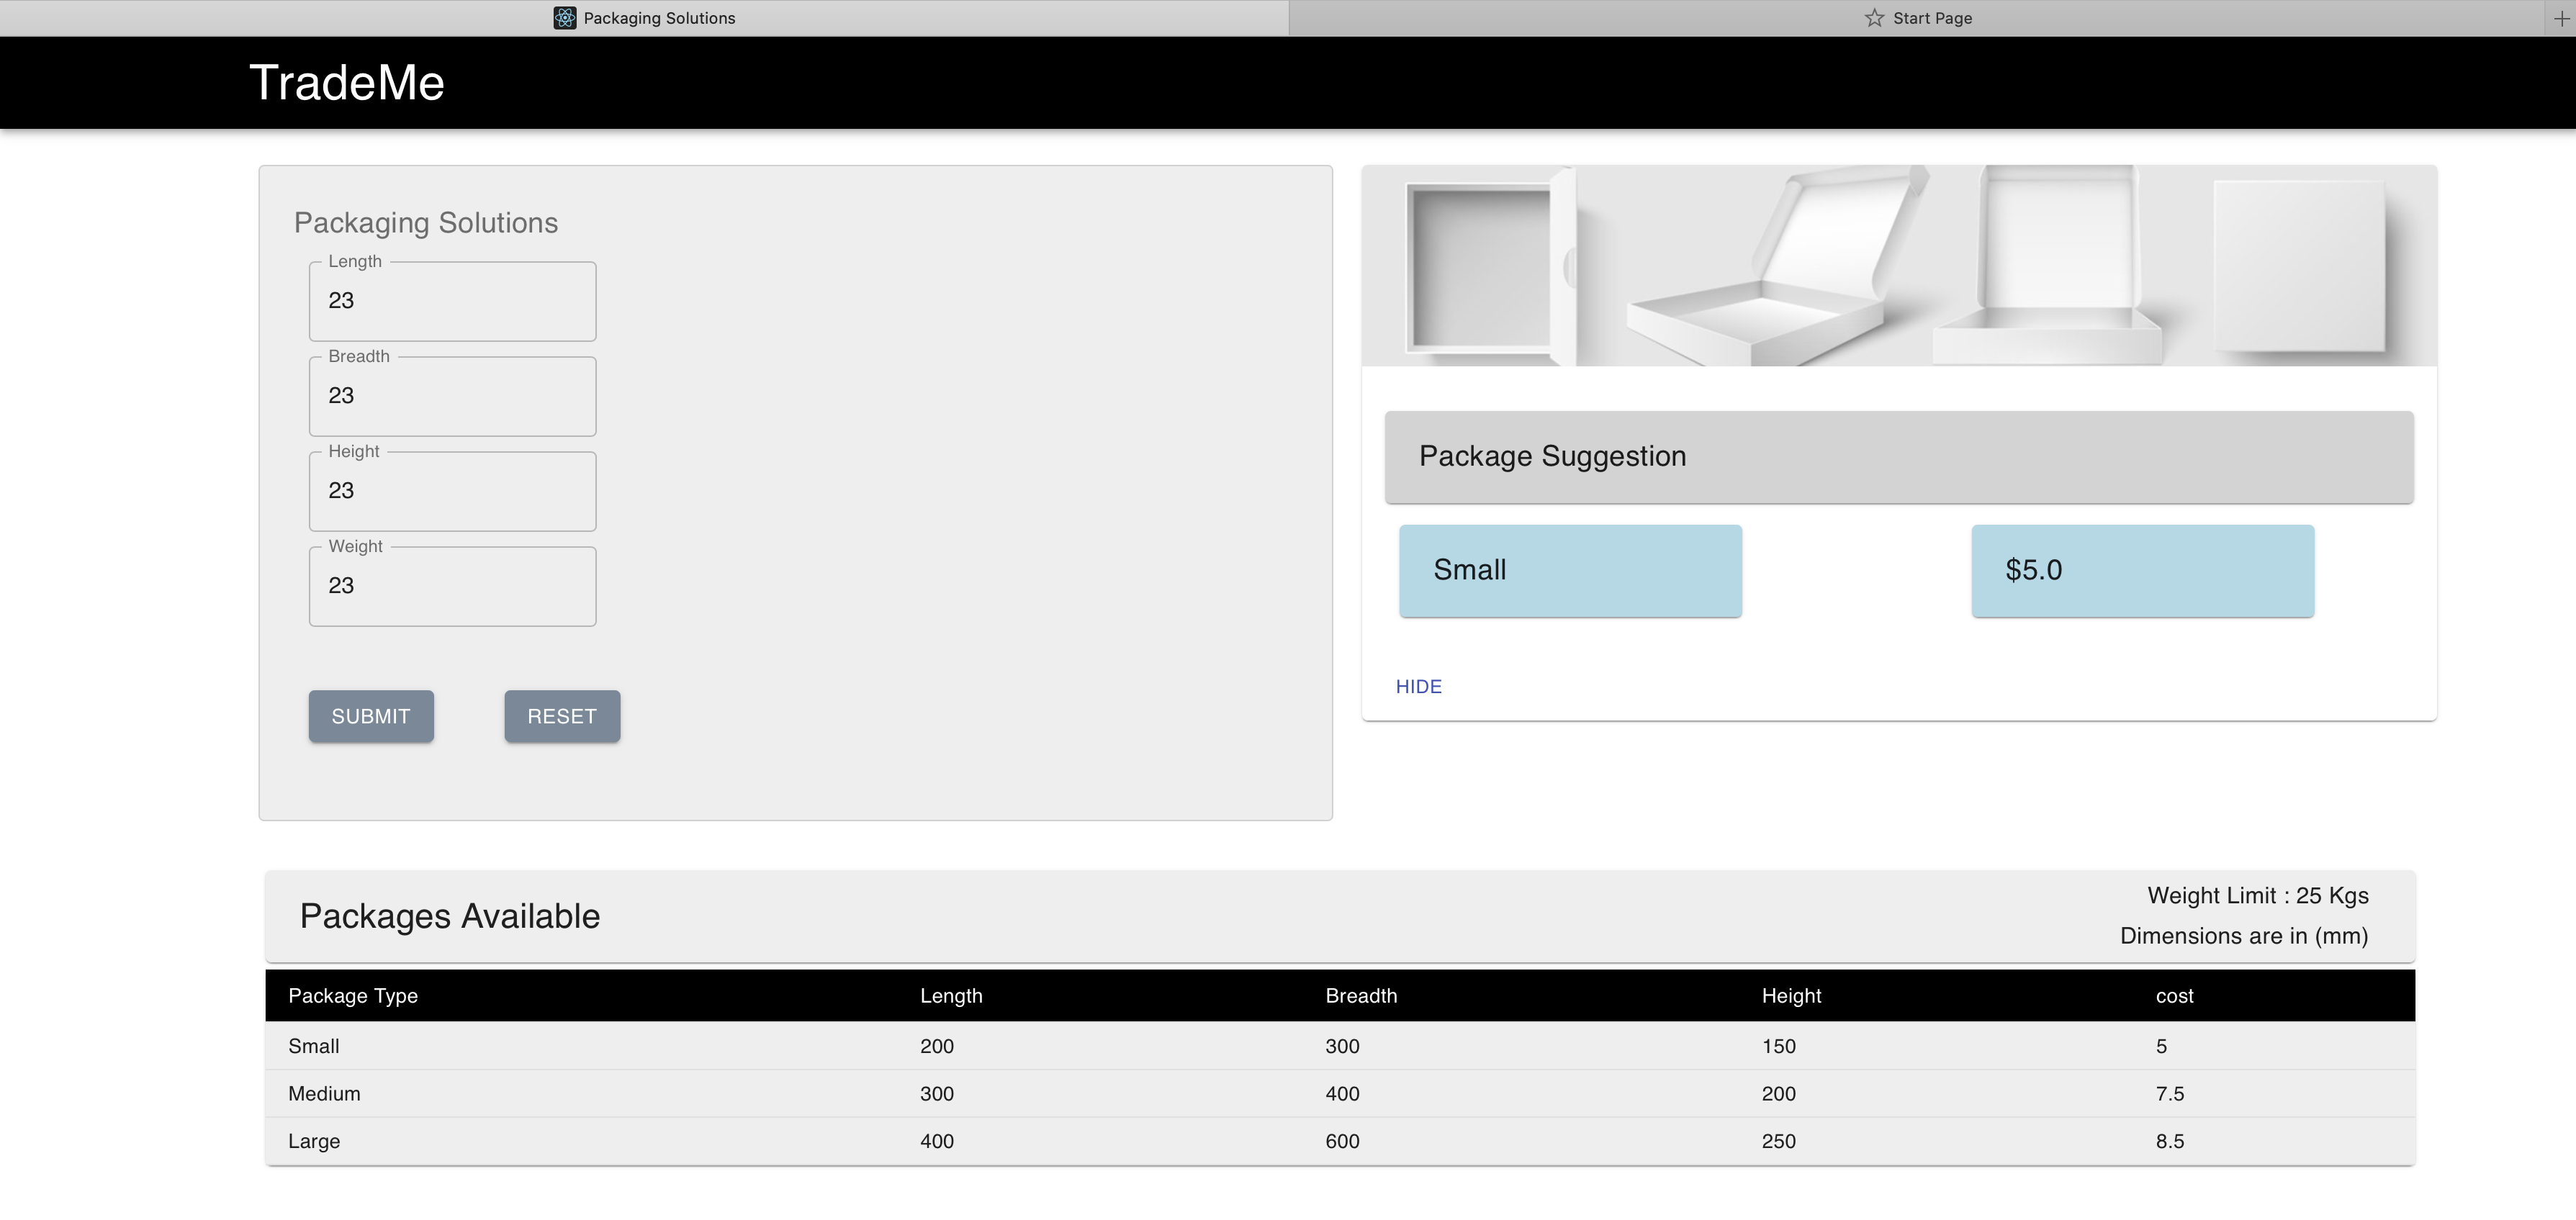 Packaging Solutions
Start Page
TradeMe
Packaging Solutions
Length
23
Breadth
23
Height
23
Weight
23
SUBMIT RESET
Package Suggestion
Small $5.0
HIDE
Packages Available
Weight Limit : 25 Kgs
Dimensions are in (mm)
Package Type Length Breadth Height cost
Small 200 300 150 5
Medium 300 400 200 7.5
Large 400 600 250 8.5